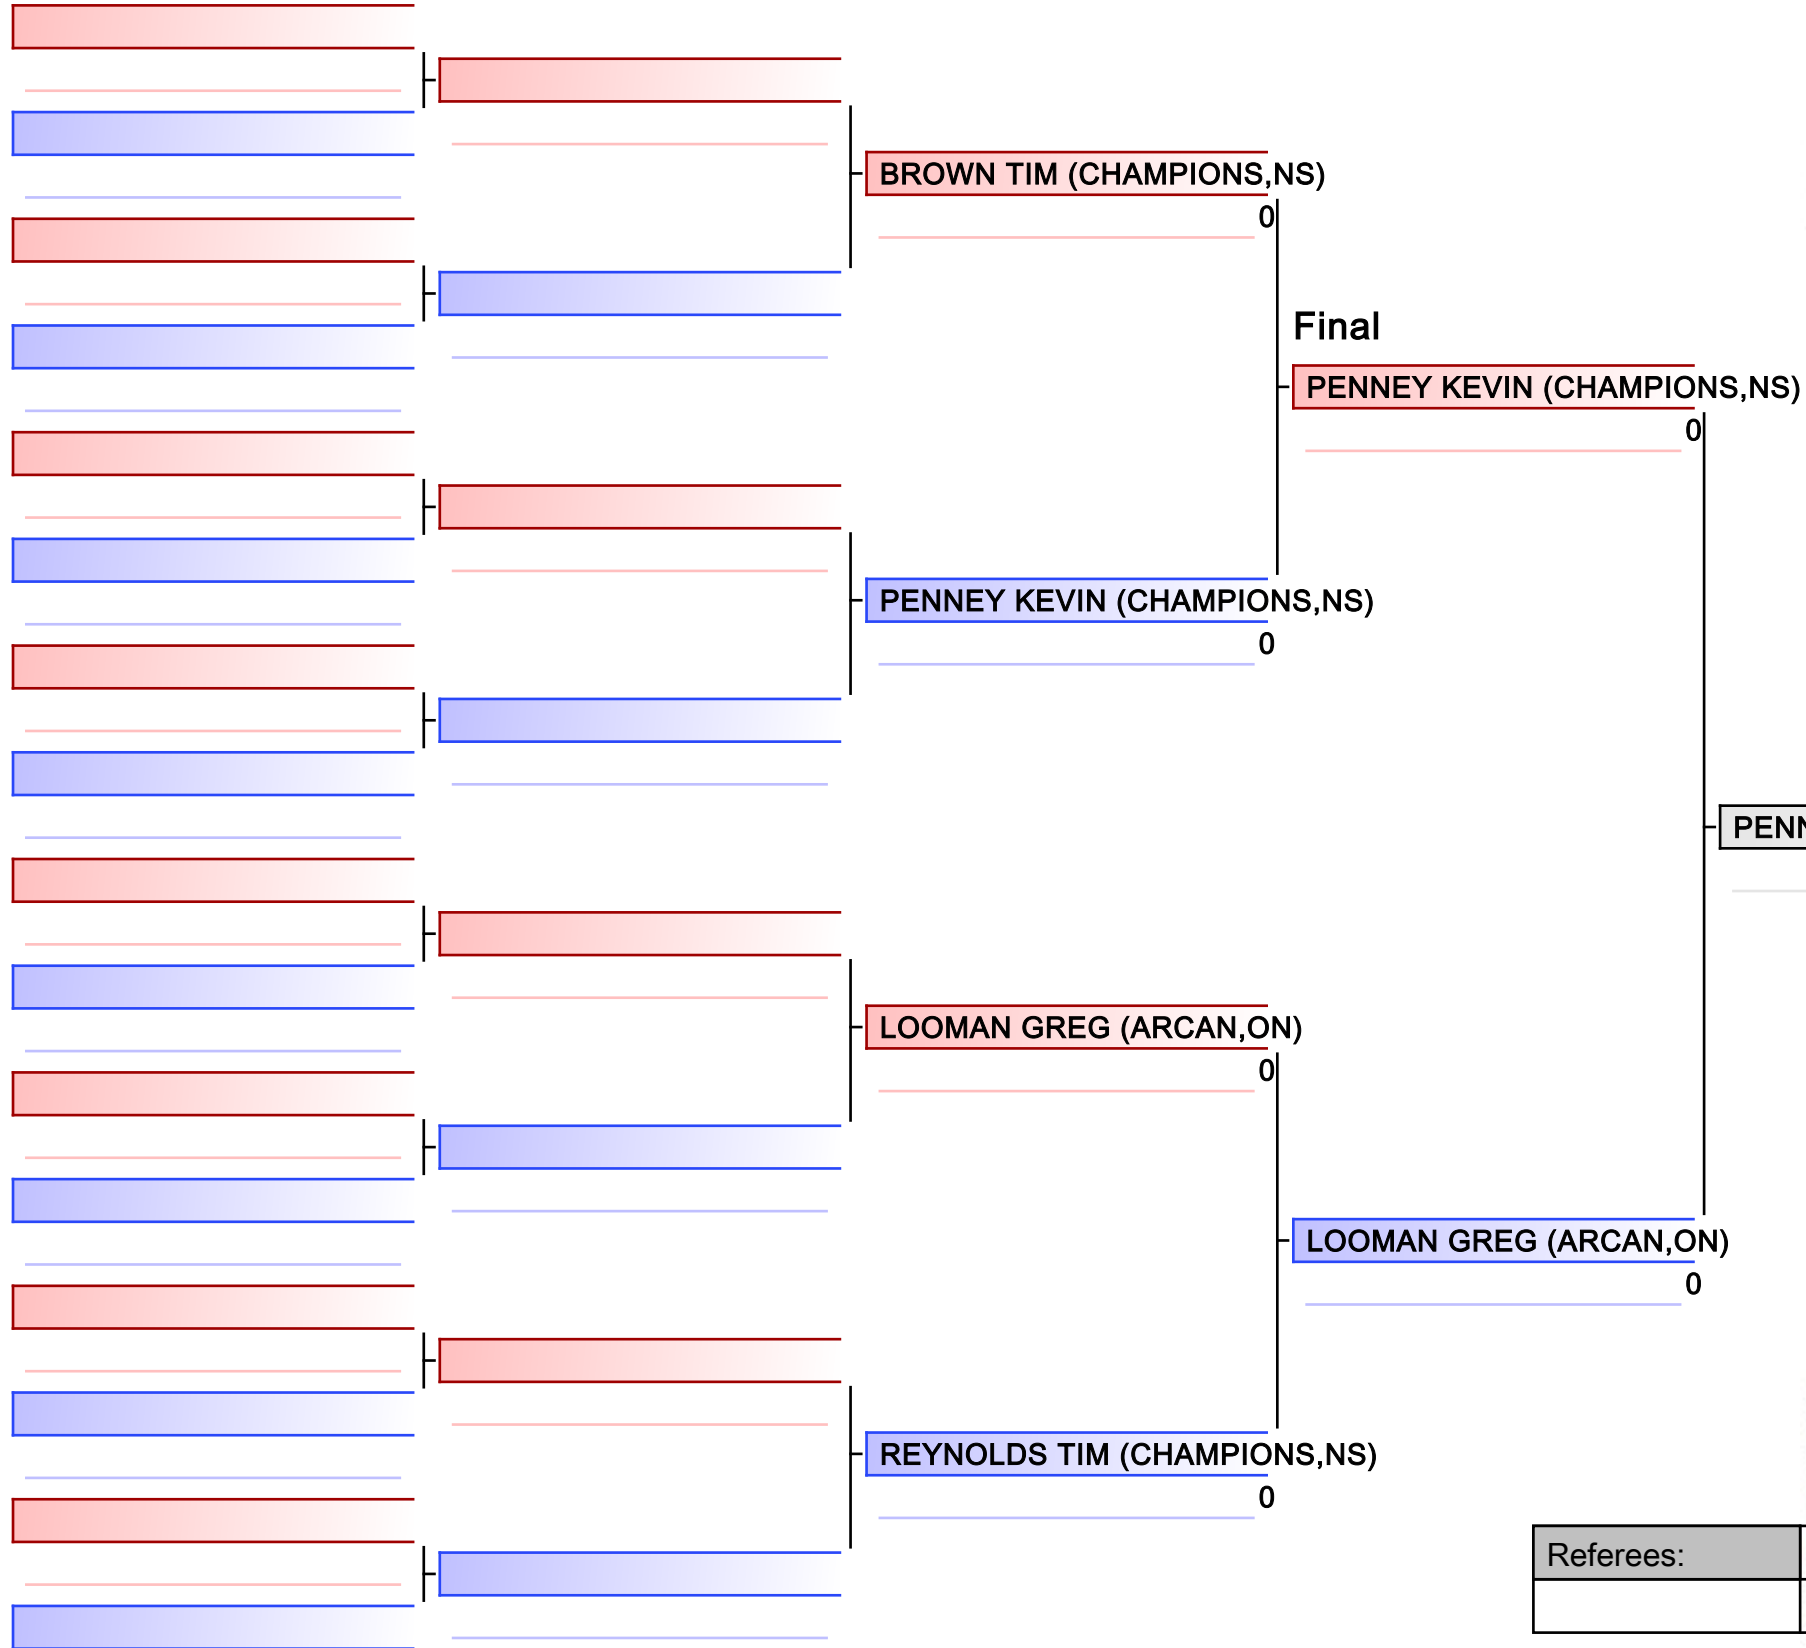 BROWN TIM (CHAMPIONS,NS)
0
Final
PENNEY KEVIN (CHAMPIONS,NS)
0
PENNEY KEVIN (CHAMPIONS,NS)
0
LOOMAN GREG (ARCAN,ON)
0
LOOMAN GREG (ARCAN,ON)
0
REYNOLDS TIM (CHAMPIONS,NS)
0
Referees: